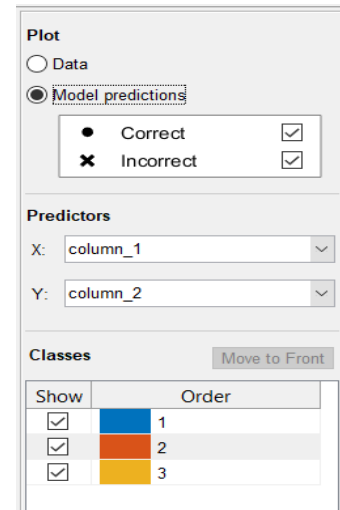 Plot
Data
Model predictions
Correct
Incorrect
Predictors
X: column_1
Y: column_2
Classes Move to Front
Show Order
1
2
3